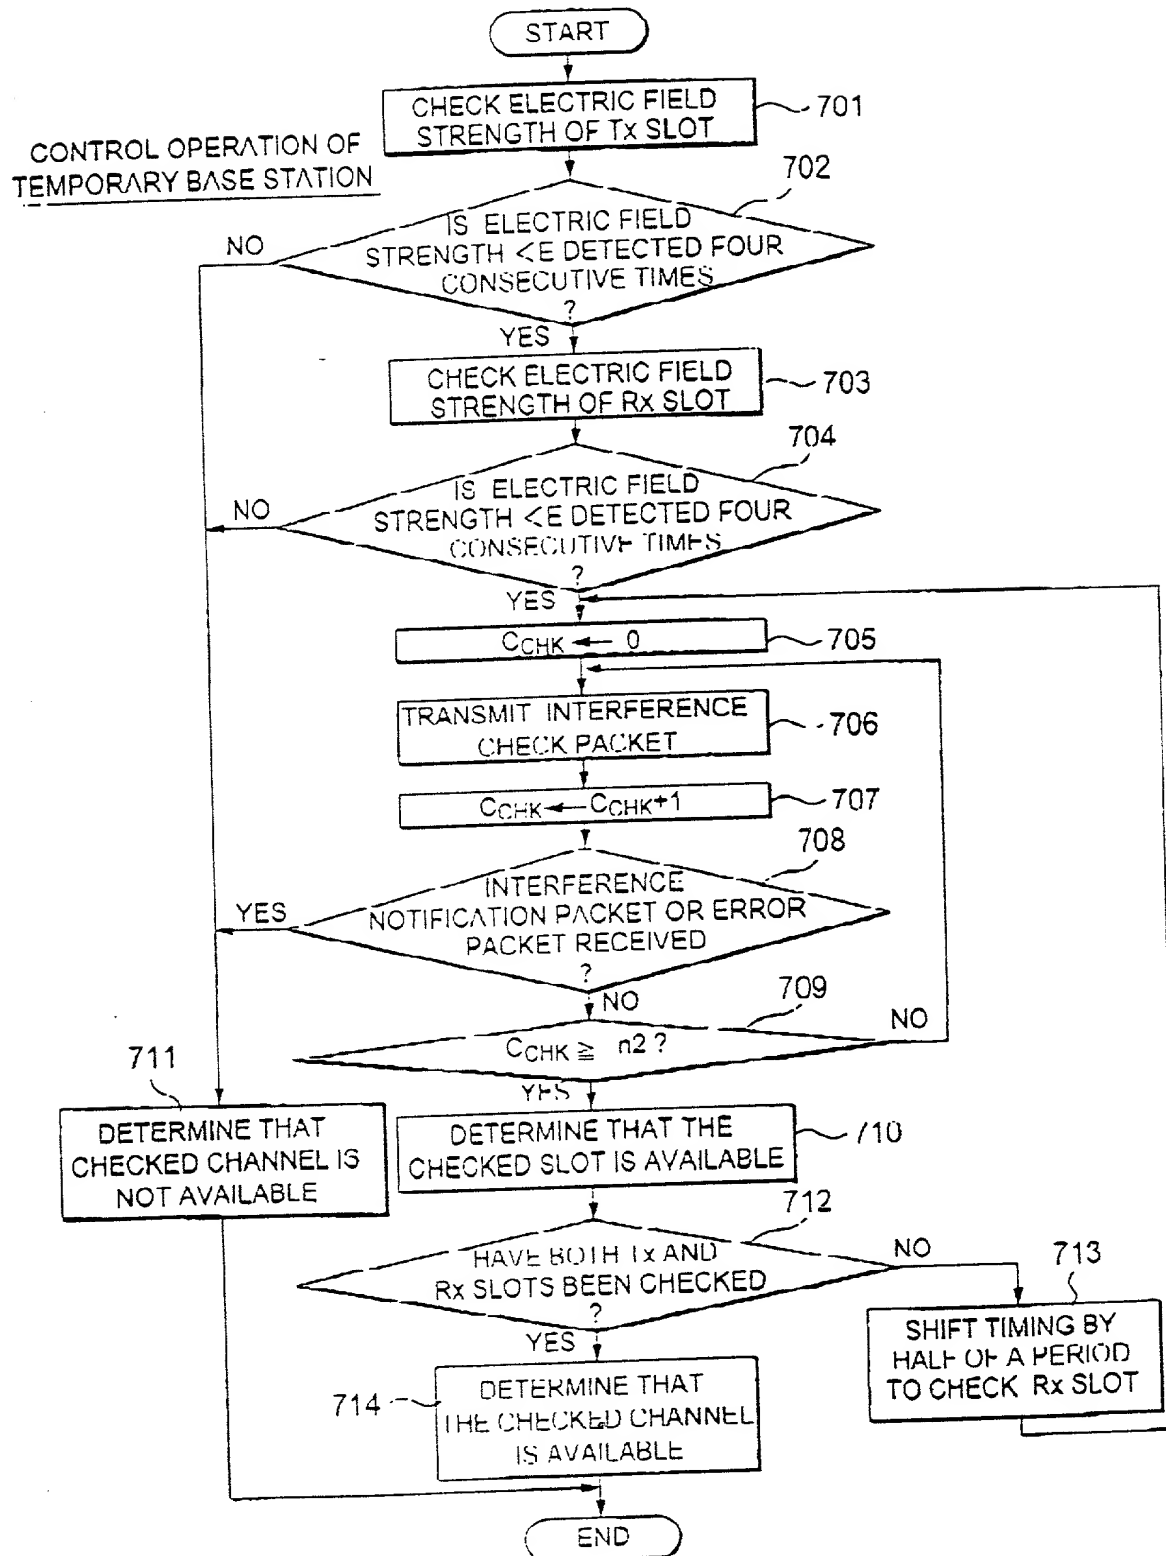 START
CHECK ELECTRIC FIELD
STRENGTH OF Tx SLOT
701
CONTROL OPERATION OF
TEMPORARY BASE STATION
702
IS ELECTRIC FIELD
STRENGTH <E DETECTED FOUR
CONSECUTIVE TIMES
?
NO
YES
CHECK ELECTRIC FIELD
STRENGTH OF Rx SLOT
703
704
IS ELECTRIC FIELD
STRENGTH <E DETECTED FOUR
CONSECUTIVE TIMES
?
NO
YES
CCHK ← 0
705
TRANSMIT INTERFERENCE
CHECK PACKET
706
CCHK ← CCHK+1
707
708
INTERFERENCE
NOTIFICATION PACKET OR ERROR
PACKET RECEIVED
?
YES
NO
709
CCHK ≧ n2 ?
NO
YES
711
DETERMINE THAT
CHECKED CHANNEL IS
NOT AVAILABLE
DETERMINE THAT THE
CHECKED SLOT IS AVAILABLE
710
712
HAVE BOTH Tx AND
Rx SLOTS BEEN CHECKED
?
NO
YES
713
SHIFT TIMING BY
HALF OF A PERIOD
TO CHECK Rx SLOT
714
DETERMINE THAT
THE CHECKED CHANNEL
IS AVAILABLE
END